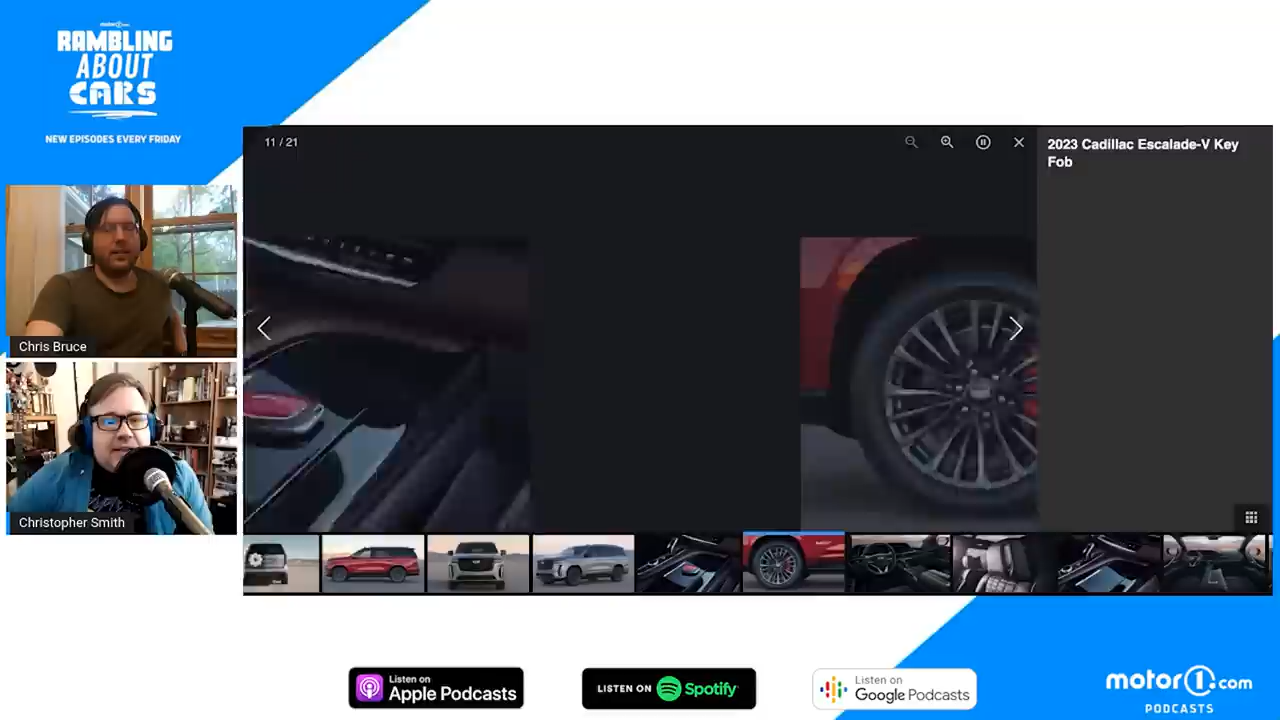 motor1.com
RAMBLING
ABOUT
CARS
NEW EPISODES EVERY FRIDAY
11 / 21
2023 Cadillac Escalade-V Key
Fob
Chris Bruce
Christopher Smith
Listen on
Apple Podcasts
LISTEN ON
Spotify
Listen on
Google Podcasts
motor1.com
PODCASTS